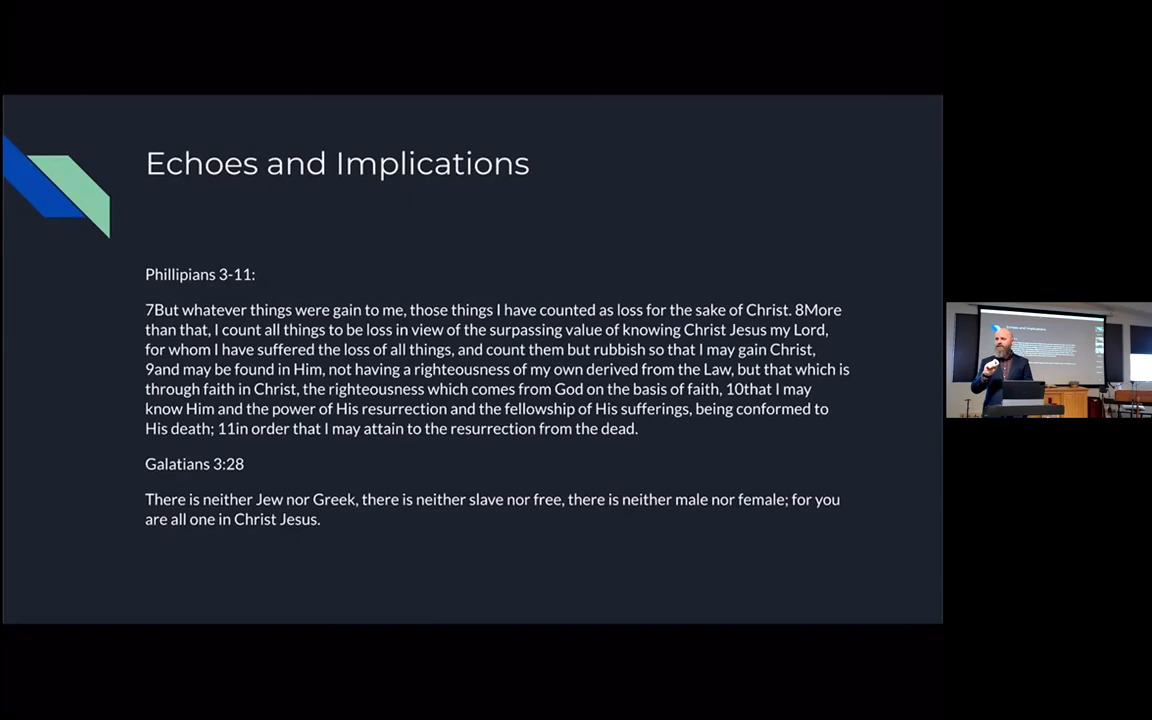 Echoes and Implications
Phillipians 3-11:
7But whatever things were gain to me, those things I have counted as loss for the sake of Christ. 8More
than that, I count all things to be loss in view of the surpassing value of knowing Christ Jesus my Lord,
for whom I have suffered the loss of all things, and count them but rubbish so that I may gain Christ,
9and may be found in Him, not having a righteousness of my own derived from the Law, but that which is
through faith in Christ, the righteousness which comes from God on the basis of faith, 10that I may
know Him and the power of His resurrection and the fellowship of His sufferings, being conformed to
His death; 11in order that I may attain to the resurrection from the dead.
Galatians 3:28
There is neither Jew nor Greek, there is neither slave nor free, there is neither male nor female; for you
are all one in Christ Jesus.
Echoes and Implications